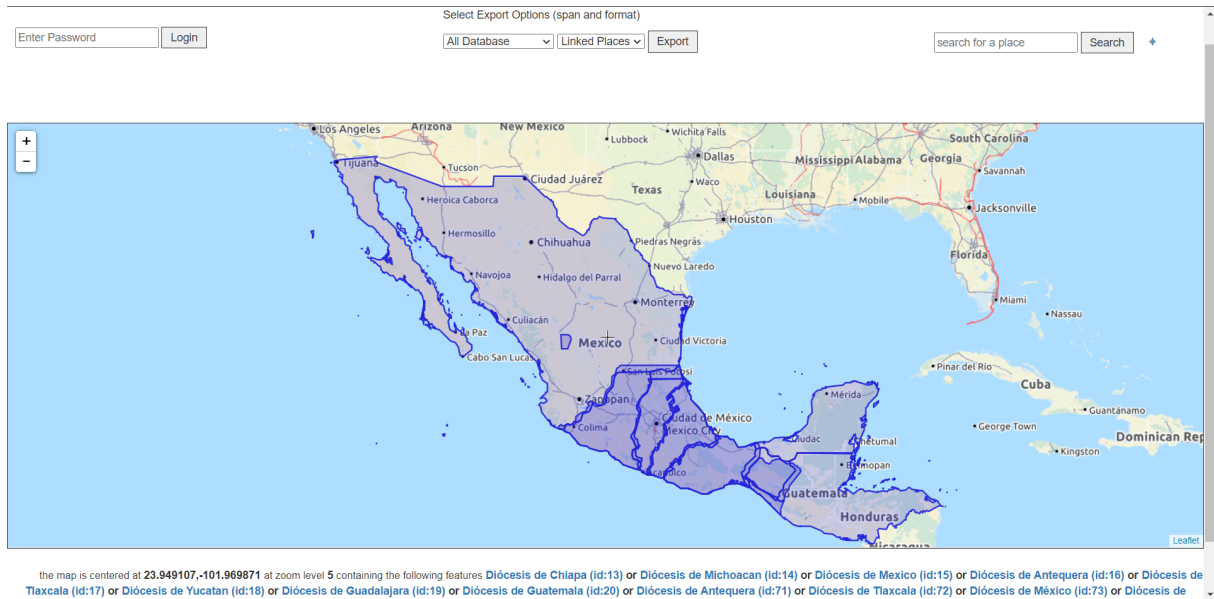 Select Export Options (span and format)
Enter Password Login All Database Linked Places Export search for a place Search
+
−
Los Angeles Arizona New Mexico Wichita Falls South Carolina
Lubbock
Dallas Mississippi Alabama Georgia
Tijuana Tucson Savannah
Ciudad Juárez Waco
Texas Louisiana
Heroica Caborca Mobile Jacksonville
Houston
Hermosillo Chihuahua Piedras Negras
Florida
Navojoa Hidalgo del Parral Nuevo Laredo
Monterrey Miami
Culiacán Nassau
La Paz Mexico Ciudad Victoria
Cabo San Lucas
San Luis Potosi Pinar del Río
Cuba
Zapopan Mérida
Guantánamo
Colima Ciudad de México George Town
Mexico City Chetumal Dominican Rep
Kingston
Belmopan
Acapulco
Guatemala
Honduras
Nicaragua
Leaflet
the map is centered at 23.949107,-101.969871 at zoom level 5 containing the following features Diócesis de Chiapa (id:13) or Diócesis de Michoacan (id:14) or Diócesis de Mexico (id:15) or Diócesis de Antequera (id:16) or Diócesis de
Tlaxcala (id:17) or Diócesis de Yucatan (id:18) or Diócesis de Guadalajara (id:19) or Diócesis de Guatemala (id:20) or Diócesis de Antequera (id:71) or Diócesis de Tlaxcala (id:72) or Diócesis de México (id:73) or Diócesis de